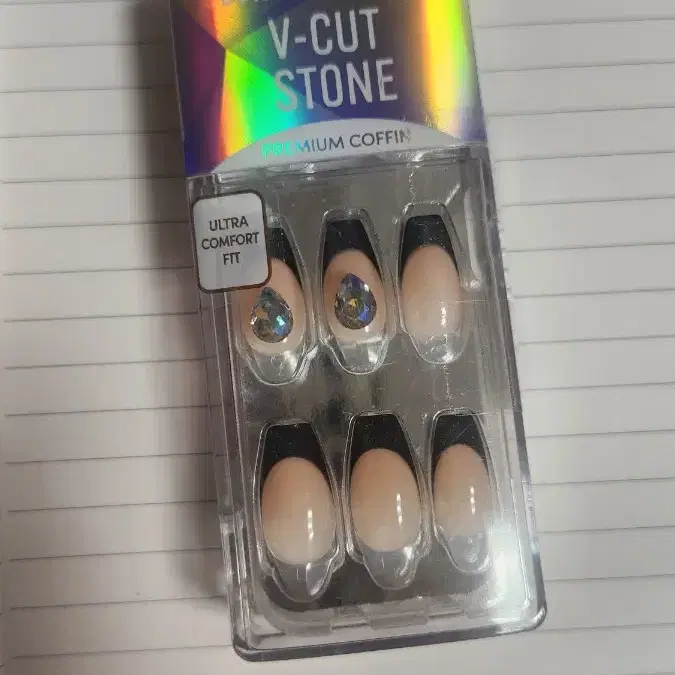 V-CUT
STONE
PREMIUM COFFIN
ULTRA
COMFORT
FIT